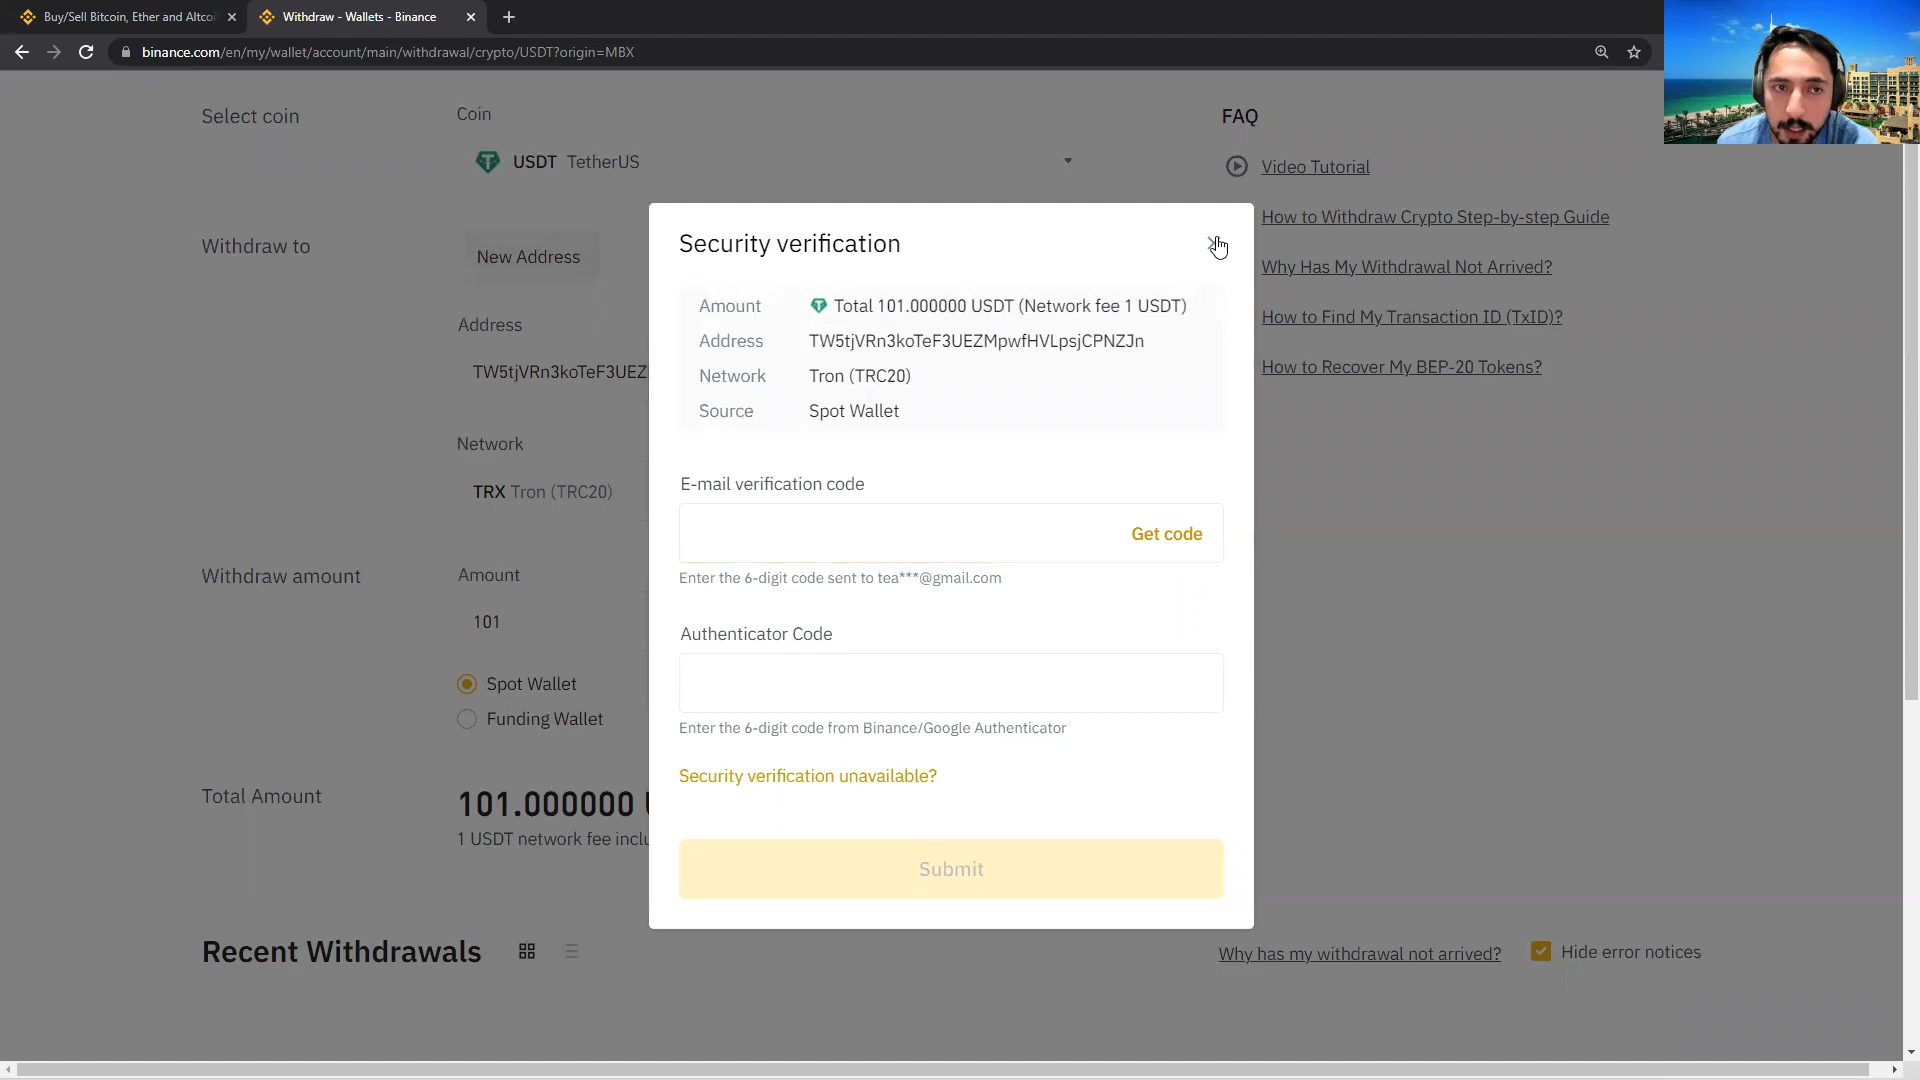 Buy/Sell Bitcoin, Ether and Altcoi
Withdraw - Wallets - Binance
binance.com/en/my/wallet/account/main/withdrawal/crypto/USDT?origin=MBX
Select coin
Coin
USDT TetherUS
Withdraw to
New Address
Address
TW5tjVRn3koTeF3UEZ
Network
TRX Tron (TRC20)
Withdraw amount
Amount
101
Spot Wallet
Funding Wallet
Total Amount
101.000000
1 USDT network fee inclu
Security verification
Amount Total 101.000000 USDT (Network fee 1 USDT)
Address TW5tjVRn3koTeF3UEZMpwfHVLpsjCPNZJn
Network Tron (TRC20)
Source Spot Wallet
E-mail verification code
Get code
Enter the 6-digit code sent to tea***@gmail.com
Authenticator Code
Enter the 6-digit code from Binance/Google Authenticator
Security verification unavailable?
Submit
FAQ
Video Tutorial
How to Withdraw Crypto Step-by-step Guide
Why Has My Withdrawal Not Arrived?
How to Find My Transaction ID (TxID)?
How to Recover My BEP-20 Tokens?
Recent Withdrawals
Why has my withdrawal not arrived?
Hide error notices